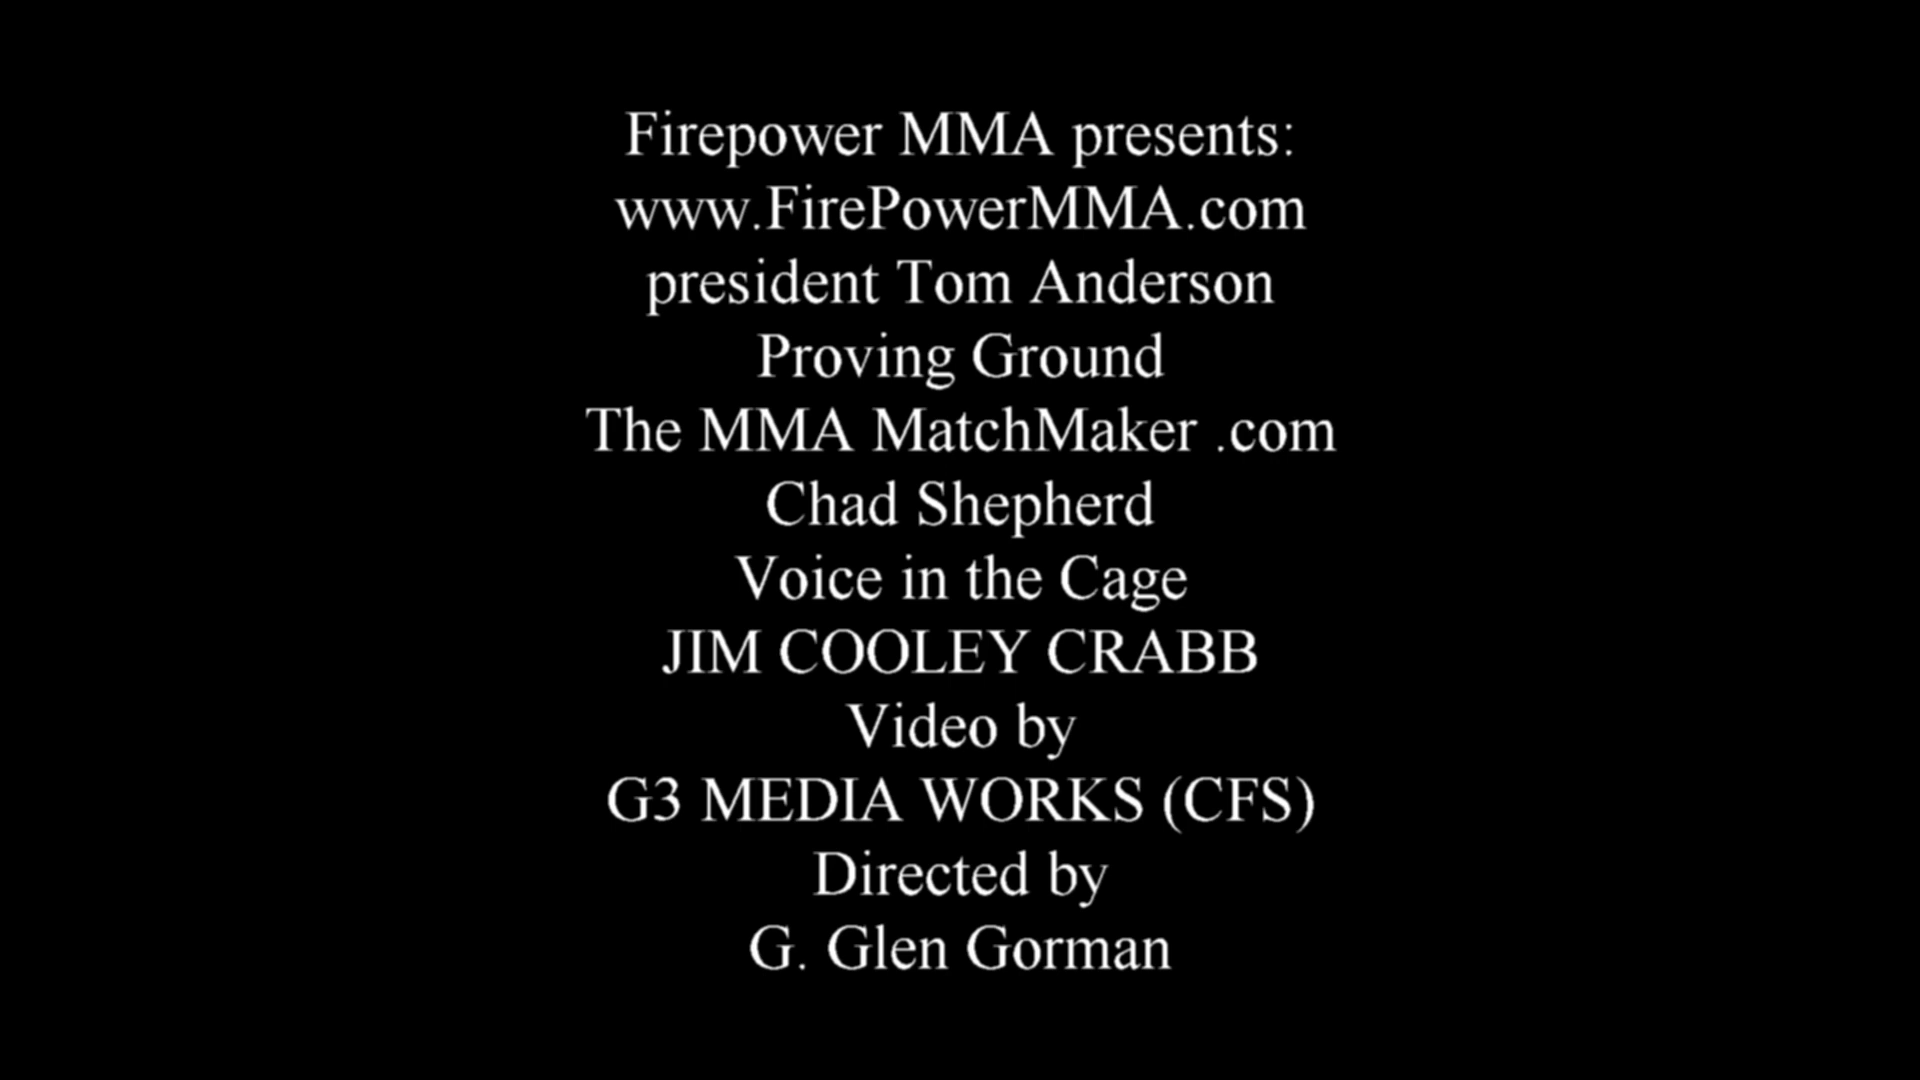 Firepower MMA presents:
www.FirePowerMMA.com
president Tom Anderson
Proving Ground
The MMA MatchMaker .com
Chad Shepherd
Voice in the Cage
JIM COOLEY CRABB
Video by
G3 MEDIA WORKS (CFS)
Directed by
G. Glen Gorman